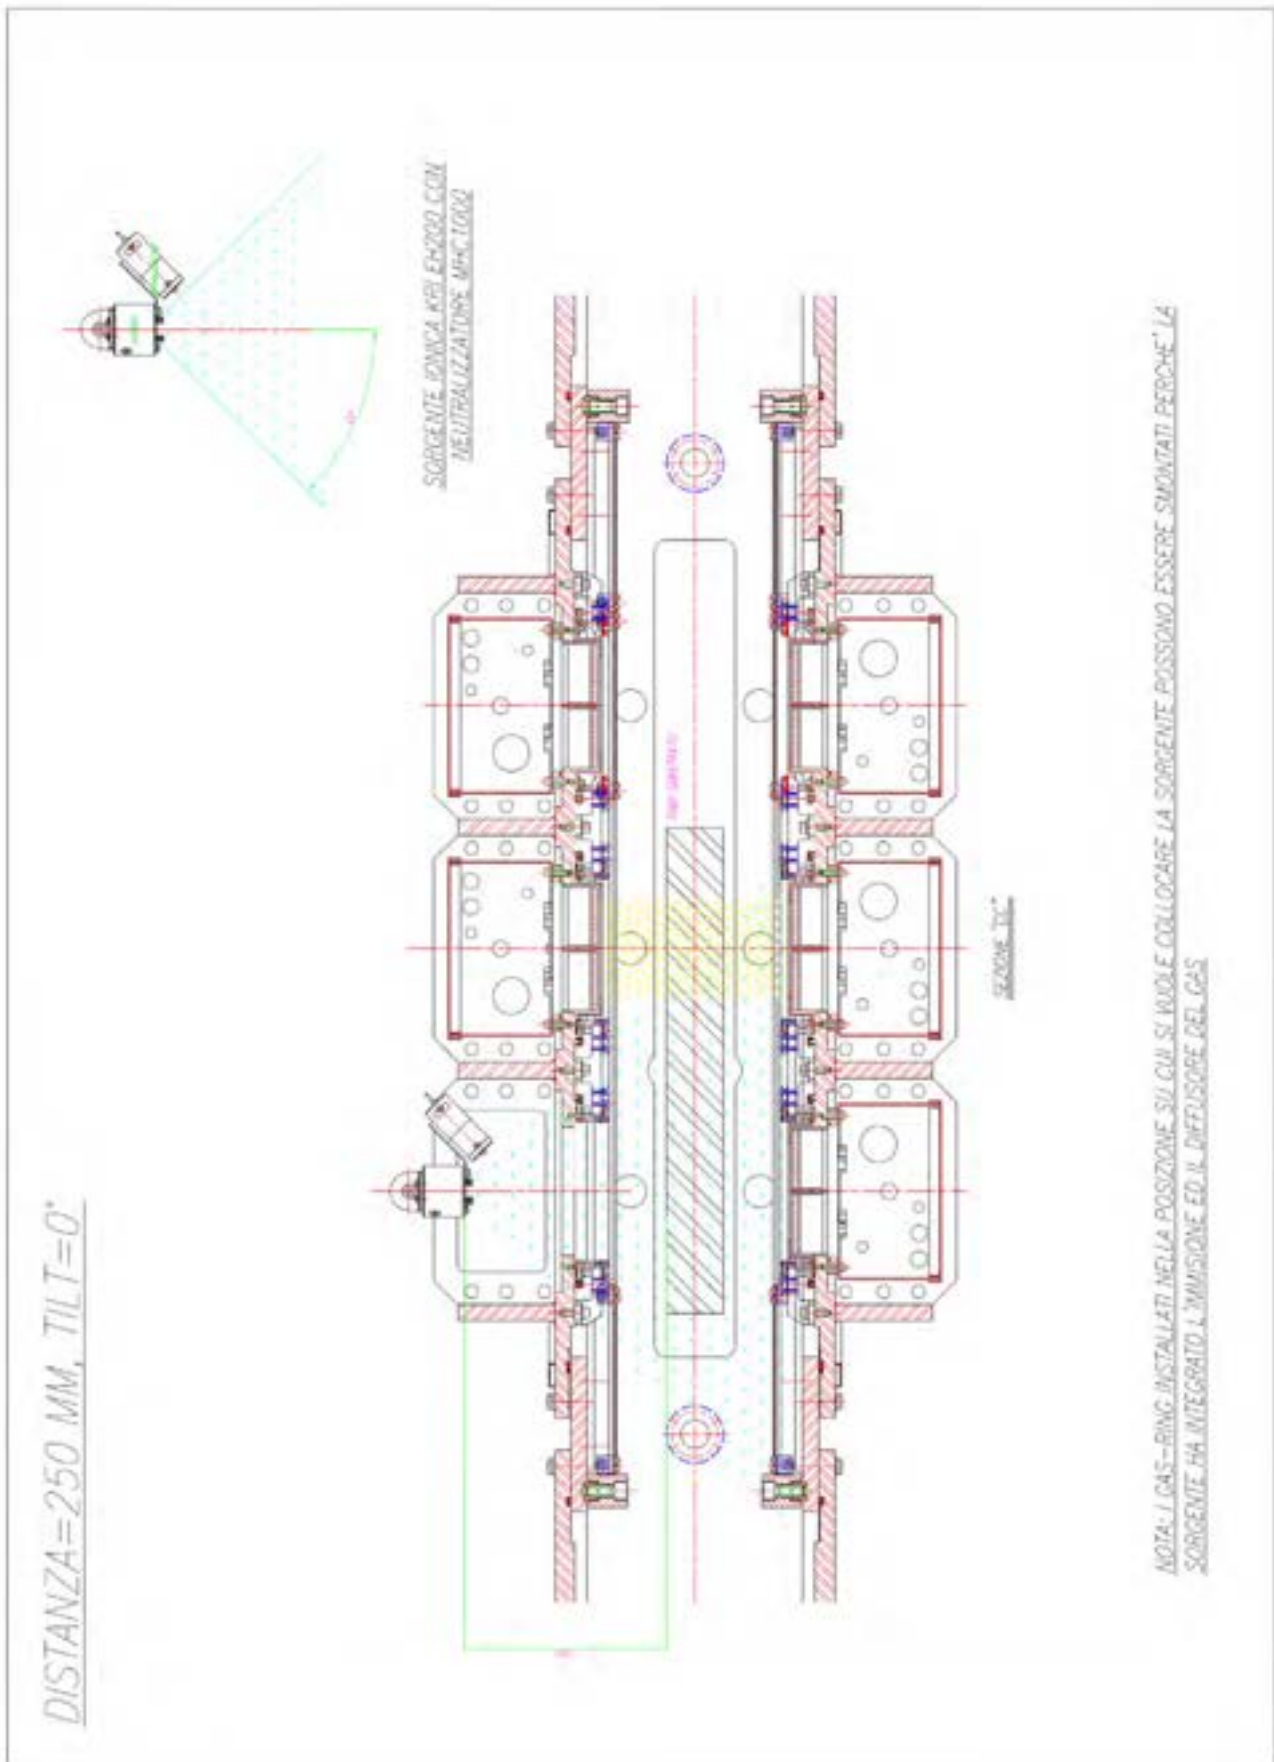 DISTANZA=250 MM, TILT=0°
SORGENTE IONICA KRI EH200 CON
NEUTRALIZZATORE MHC1000
SEZIONE
NOTA: I GAS-RING INSTALLATI NELLA POSIZIONE SU CUI SI VUOLE COLLOCARE LA SORGENTE POSSONO ESSERE SMONTATI PERCHE' LA
SORGENTE HA INTEGRATO L'IMMISIONE ED IL DIFFUSORE DEL GAS